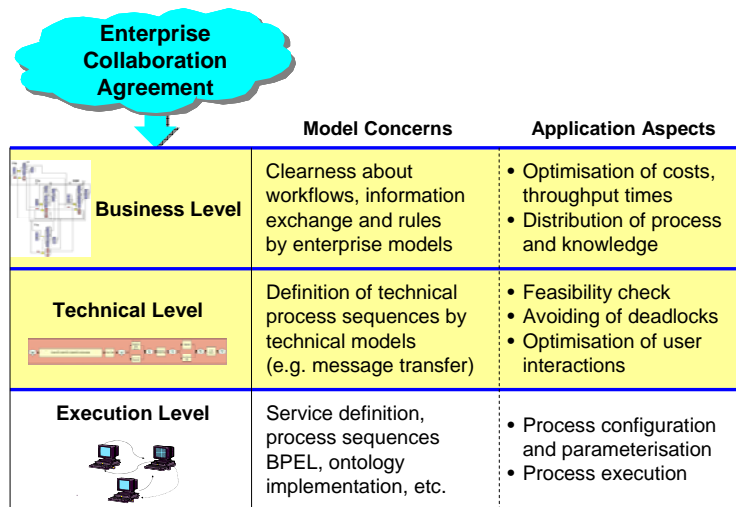 Enterprise
Collaboration
Agreement
Model Concerns
Application Aspects
Business Level
Clearness about
workflows, information
exchange and rules
by enterprise models
• Optimisation of costs,
throughput times
• Distribution of process
and knowledge
Technical Level
Definition of technical
process sequences by
technical models
(e.g. message transfer)
• Feasibility check
• Avoiding of deadlocks
• Optimisation of user
interactions
Execution Level
Service definition,
process sequences
BPEL, ontology
implementation, etc.
• Process configuration
and parameterisation
• Process execution